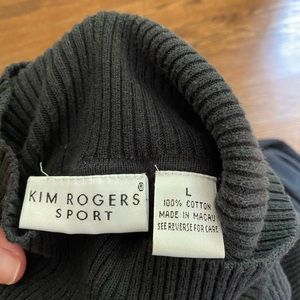 KIM ROGERS®
SPORT
L
100% COTTON
MADE IN MACAU
SEE REVERSE FOR CARE